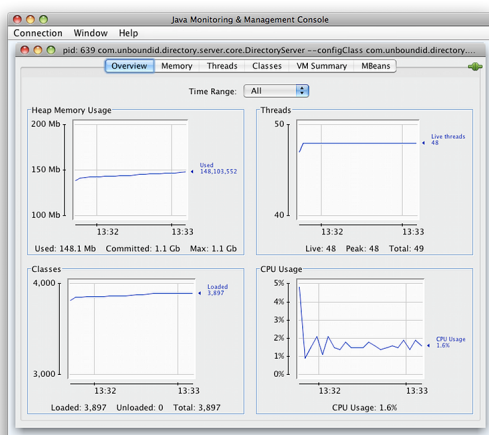 Java Monitoring & Management Console
Connection Window Help
pid: 639 com.unboundid.directory.server.core.DirectoryServer --configClass com.unboundid.directory....
Overview Memory Threads Classes VM Summary MBeans
Time Range: All
Heap Memory Usage
200 Mb
150 Mb
100 Mb
Used
148,103,552
13:32 13:33
Used: 148.1 Mb Committed: 1.1 Gb Max: 1.1 Gb
Threads
50
40
Live threads
48
13:32 13:33
Live: 48 Peak: 48 Total: 49
Classes
4,000
3,000
Loaded
3,897
13:32 13:33
Loaded: 3,897 Unloaded: 0 Total: 3,897
CPU Usage
5%
4%
3%
2%
1%
0%
CPU Usage
1.6%
13:32 13:33
CPU Usage: 1.6%